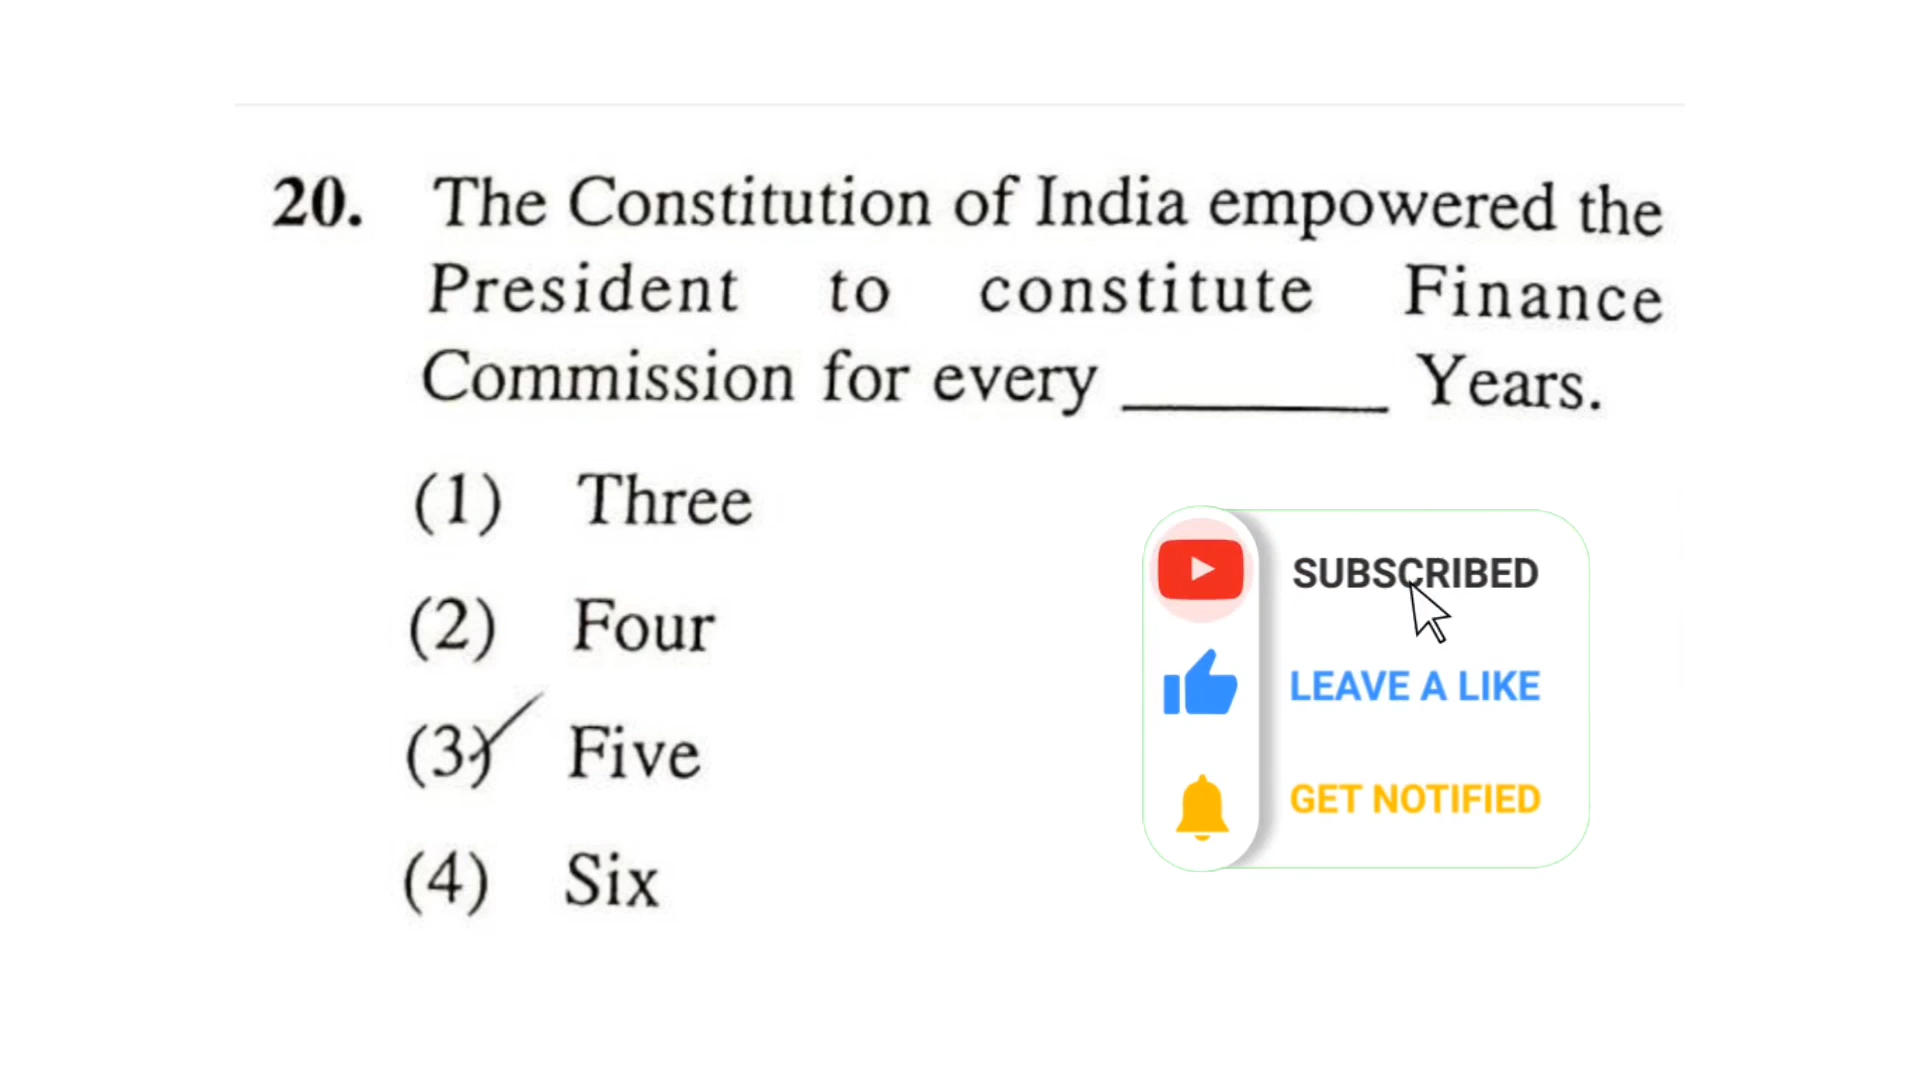 20. The Constitution of India empowered the
President to constitute Finance
Commission for every ________ Years.
(1) Three
(2) Four
(3) Five
(4) Six
SUBSCRIBED
LEAVE A LIKE
GET NOTIFIED